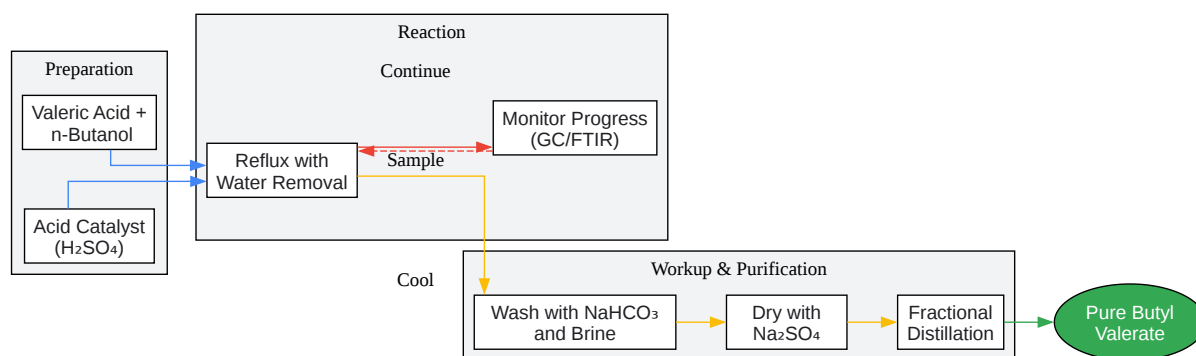 Preparation
Valeric Acid +
n-Butanol
Acid Catalyst
(H₂SO₄)
Reaction
Continue
Monitor Progress
(GC/FTIR)
Reflux with
Water Removal
Sample
Cool
Workup & Purification
Wash with NaHCO₃
and Brine
Dry with
Na₂SO₄
Fractional
Distillation
Pure Butyl
Valerate